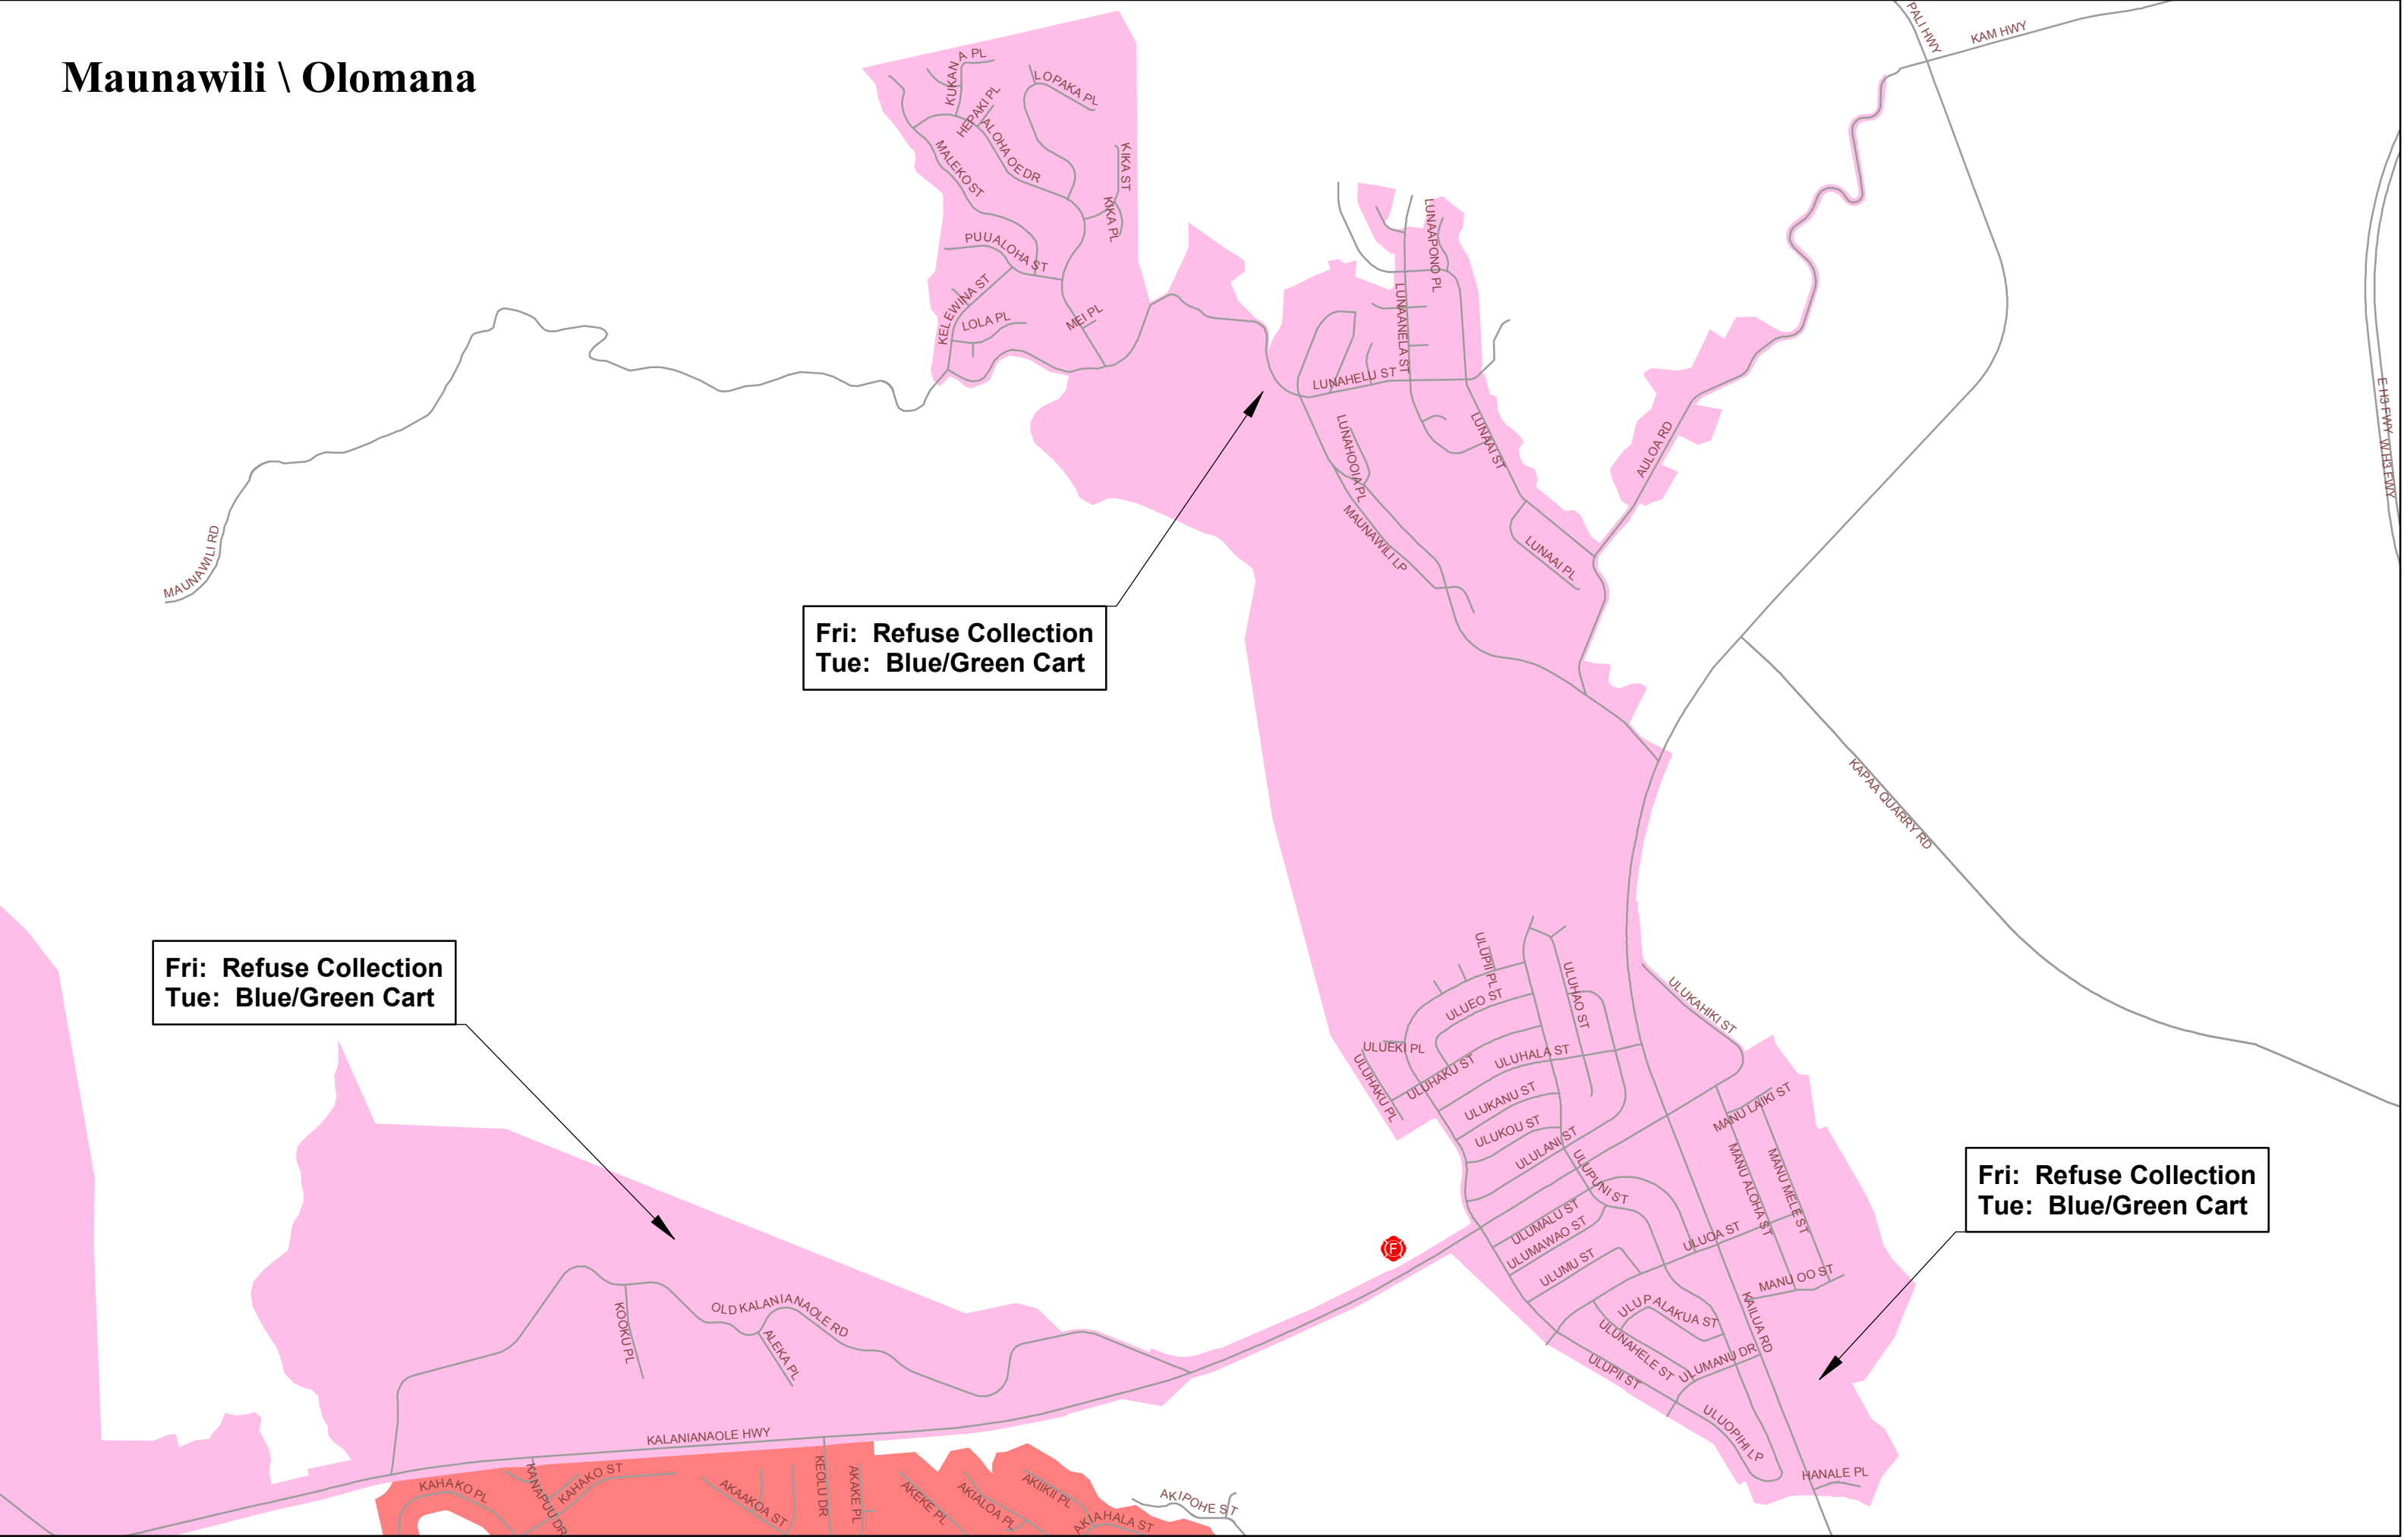 Maunawili \ Olomana
PALI HWY
KAM HWY
KUKANA PL
HEPAKI PL
LOPAKA PL
ALOHA OE DR
MALEKO ST
KIKA ST
KIKA PL
PUUALOHA ST
KELEWINA ST
LOLA PL
MEI PL
LUNAAPONO PL
LUNAANELA ST
LUNAHELU ST
LUNAHOOIA PL
LUNAAI ST
MAUNAWILI LP
LUNAAI PL
AULOA RD
E H3 FWY
W H3 FWY
MAUNAWILI RD
Fri:  Refuse Collection
Tue:  Blue/Green Cart
KAPAA QUARRY RD
Fri:  Refuse Collection
Tue:  Blue/Green Cart
ULUPII PL
ULUHAO ST
ULUEO ST
ULUKAHIKI ST
ULUEKI PL
ULUHAKU PL
ULUHAKU ST
ULUHALA ST
ULUKANU ST
ULUKOU ST
ULULANI ST
ULUPUNI ST
MANU LAIKI ST
MANU ALOHA ST
MANU MELE ST
Fri:  Refuse Collection
Tue:  Blue/Green Cart
ULUMALU ST
ULUMAWAO ST
ULUMU ST
ULUOA ST
MANU OO ST
F
KAILUA RD
ULUPALAKUA ST
ULUNAHELE ST
ULUMANU DR
ULUPII ST
ULUOPIHI LP
HANALE PL
OLD KALANIANAOLE RD
KOOKU PL
ALEKA PL
KALANIANAOLE HWY
KAHAKO PL
KANAPUU DR
KAHAKO ST
AKAAKOA ST
KEOLU DR
AKAKE PL
AKEKE PL
AKIALOA PL
AKIIKII PL
AKIAHALA ST
AKIPOHE ST